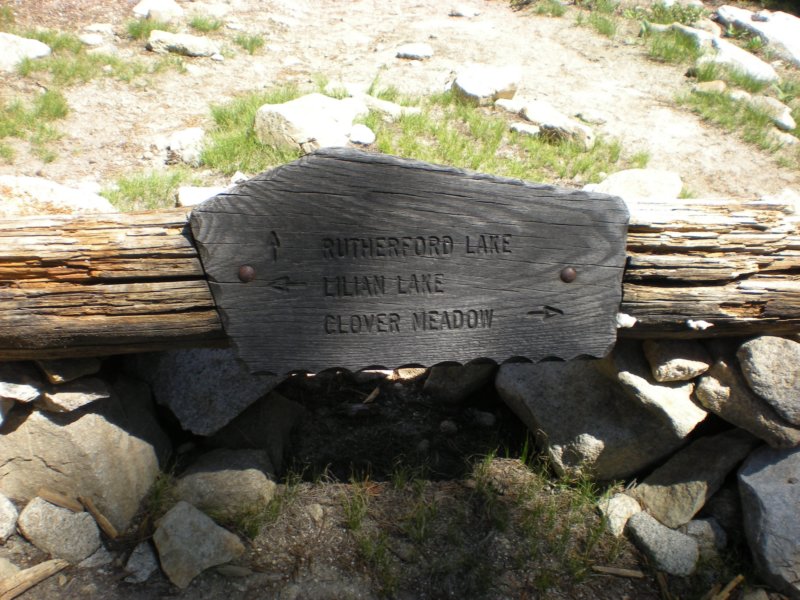 ↑ RUTHERFORD LAKE
← LILIAN LAKE
CLOVER MEADOW →